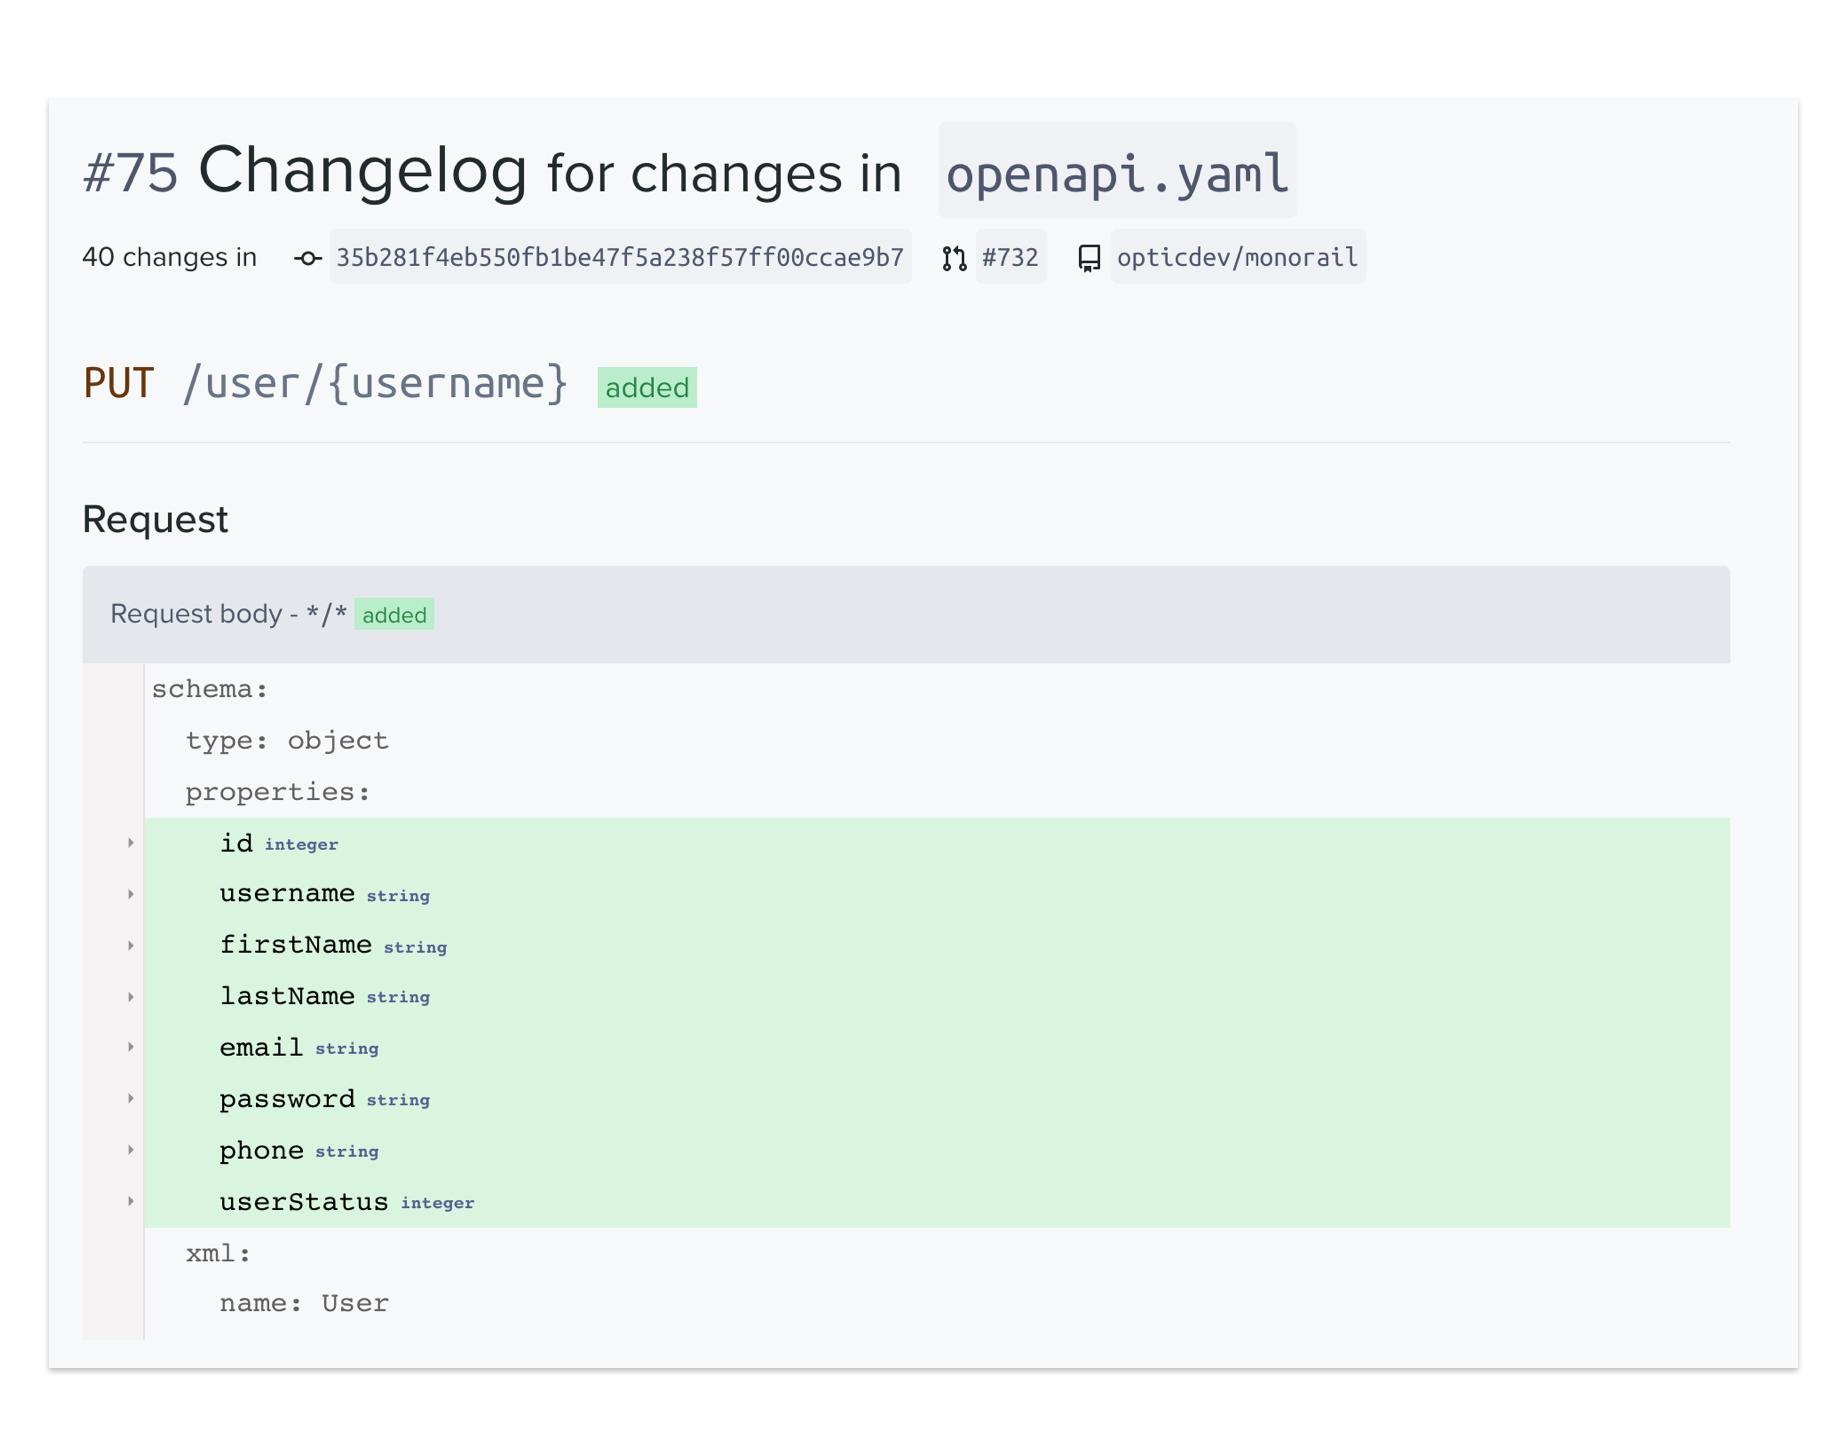 #75 Changelog for changes in openapi.yaml
40 changes in 35b281f4eb550fb1be47f5a238f57ff00ccae9b7 #732 opticdev/monorail
PUT /user/{username} added
Request
Request body - */* added
schema:
type: object
properties:
id integer
username string
firstName string
lastName string
email string
password string
phone string
userStatus integer
xml:
name: User